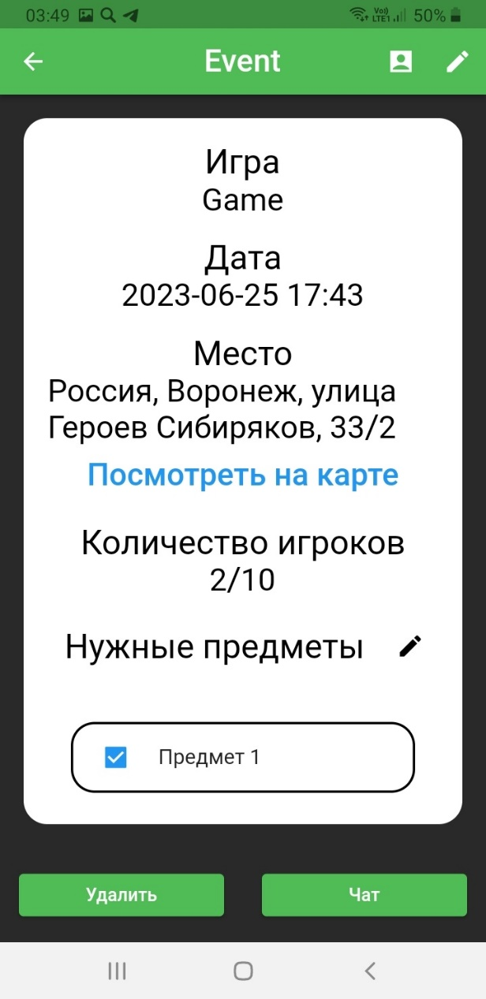 03:49 Vo)) LTE1 50%
Event
Игра
Game
Дата
2023-06-25 17:43
Место
Россия, Воронеж, улица
Героев Сибиряков, 33/2
Посмотреть на карте
Количество игроков
2/10
Нужные предметы
Предмет 1
Удалить Чат